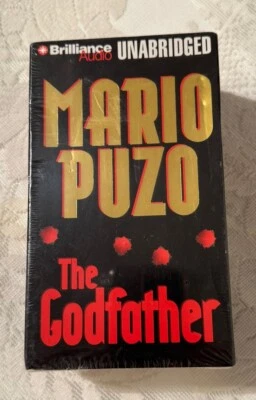 Brilliance
Audio
UNABRIDGED
MARIO
PUZO
The
Godfather